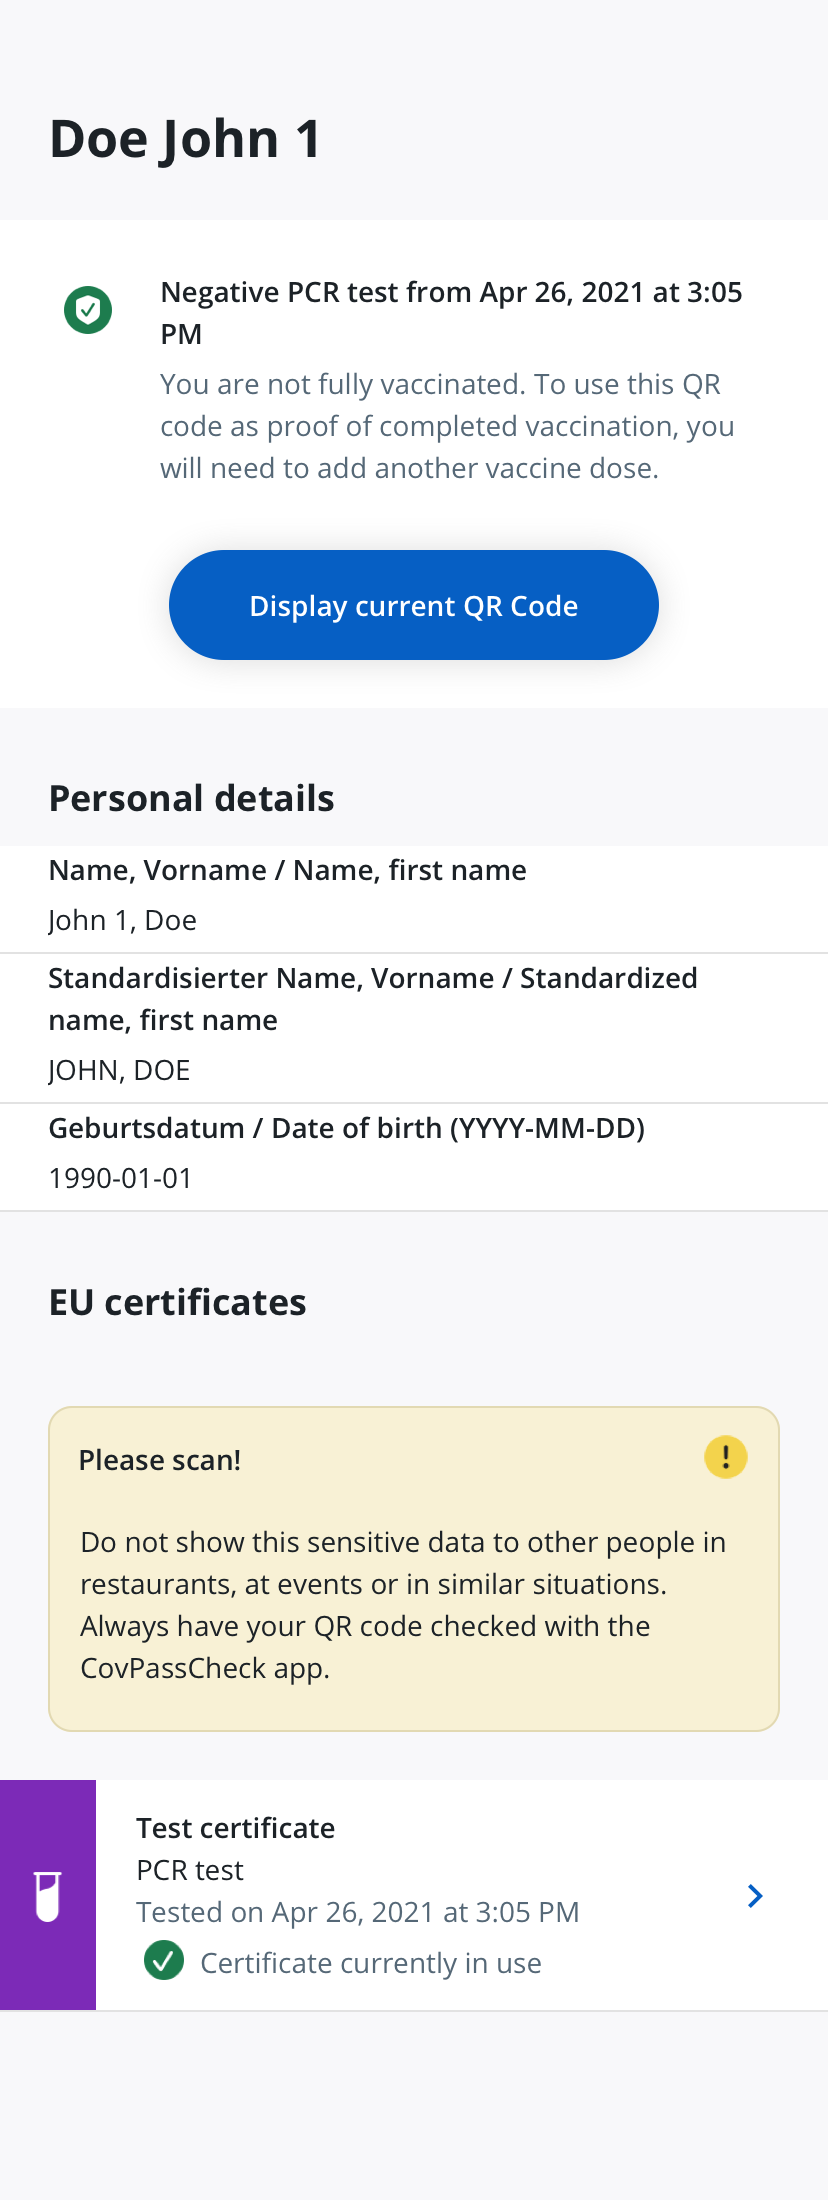 Doe John 1
Negative PCR test from Apr 26, 2021 at 3:05
PM
You are not fully vaccinated. To use this QR
code as proof of completed vaccination, you
will need to add another vaccine dose.
Display current QR Code
Personal details
Name, Vorname / Name, first name
John 1, Doe
Standardisierter Name, Vorname / Standardized
name, first name
JOHN, DOE
Geburtsdatum / Date of birth (YYYY-MM-DD)
1990-01-01
EU certificates
Please scan!
Do not show this sensitive data to other people in
restaurants, at events or in similar situations.
Always have your QR code checked with the
CovPassCheck app.
Test certificate
PCR test
Tested on Apr 26, 2021 at 3:05 PM
Certificate currently in use